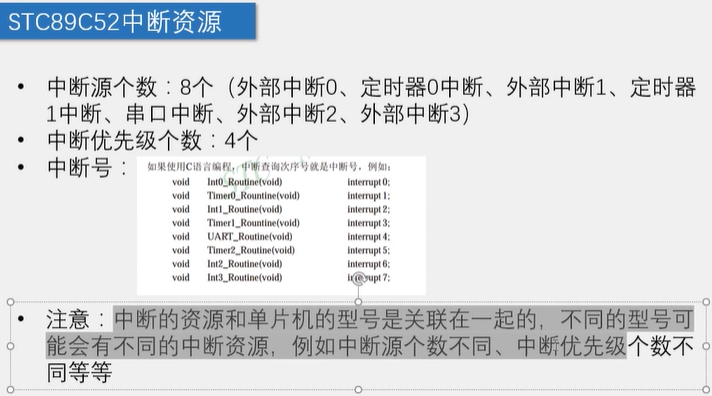 STC89C52中断资源
• 中断源个数：8个（外部中断0、定时器0中断、外部中断1、定时器
1中断、串口中断、外部中断2、外部中断3）
• 中断优先级个数：4个
• 中断号：
如果使用C语言编程，中断查询次序号就是中断号，例如：
void Int0_Routine(void) interrupt 0;
void Timer0_Rountine(void) interrupt 1;
void Int1_Routine(void) interrupt 2;
void Timer1_Rountine(void) interrupt 3;
void UART_Routine(void) interrupt 4;
void Timer2_Routine(void) interrupt 5;
void Int2_Routine(void) interrupt 6;
void Int3_Routine(void) interrupt 7;
• 注意：中断的资源和单片机的型号是关联在一起的，不同的型号可
能会有不同的中断资源，例如中断源个数不同、中断优先级个数不
同等等